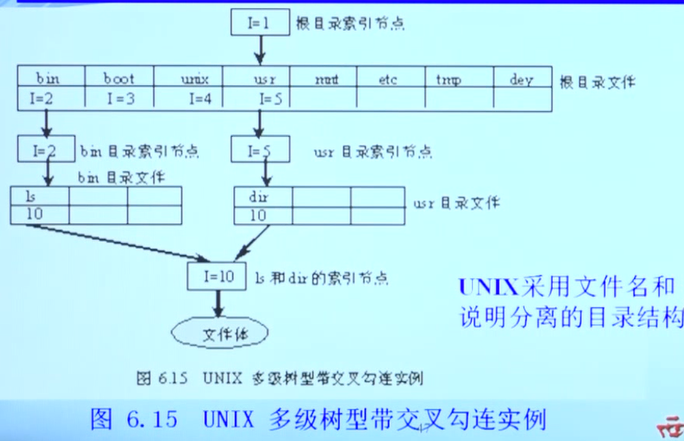 I=1 根目录索引节点
bin boot unix usr mnt etc tmp dey 根目录文件
I=2 I=3 I=4 I=5
I=2 bin 目录索引节点 I=5 usr 目录索引节点
bin 目录文件
ls dir usr 目录文件
10 10
I=10 ls 和 dir 的索引节点
UNIX采用文件名和
说明分离的目录结构
文件体
图 6.15 UNIX 多级树型带交叉勾连实例
图 6.15 UNIX 多级树型带交叉勾连实例